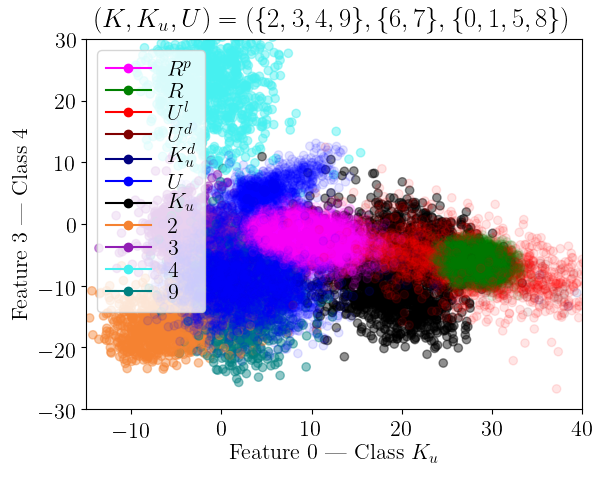 (K, K_u, U) = ({2, 3, 4, 9}, {6, 7}, {0, 1, 5, 8})
Feature 3 — Class 4
30
20
10
0
−10
−20
−30
R^p
R
U^l
U^d
K_u^d
U
K_u
2
3
4
9
−10 0 10 20 30 40
Feature 0 — Class K_u